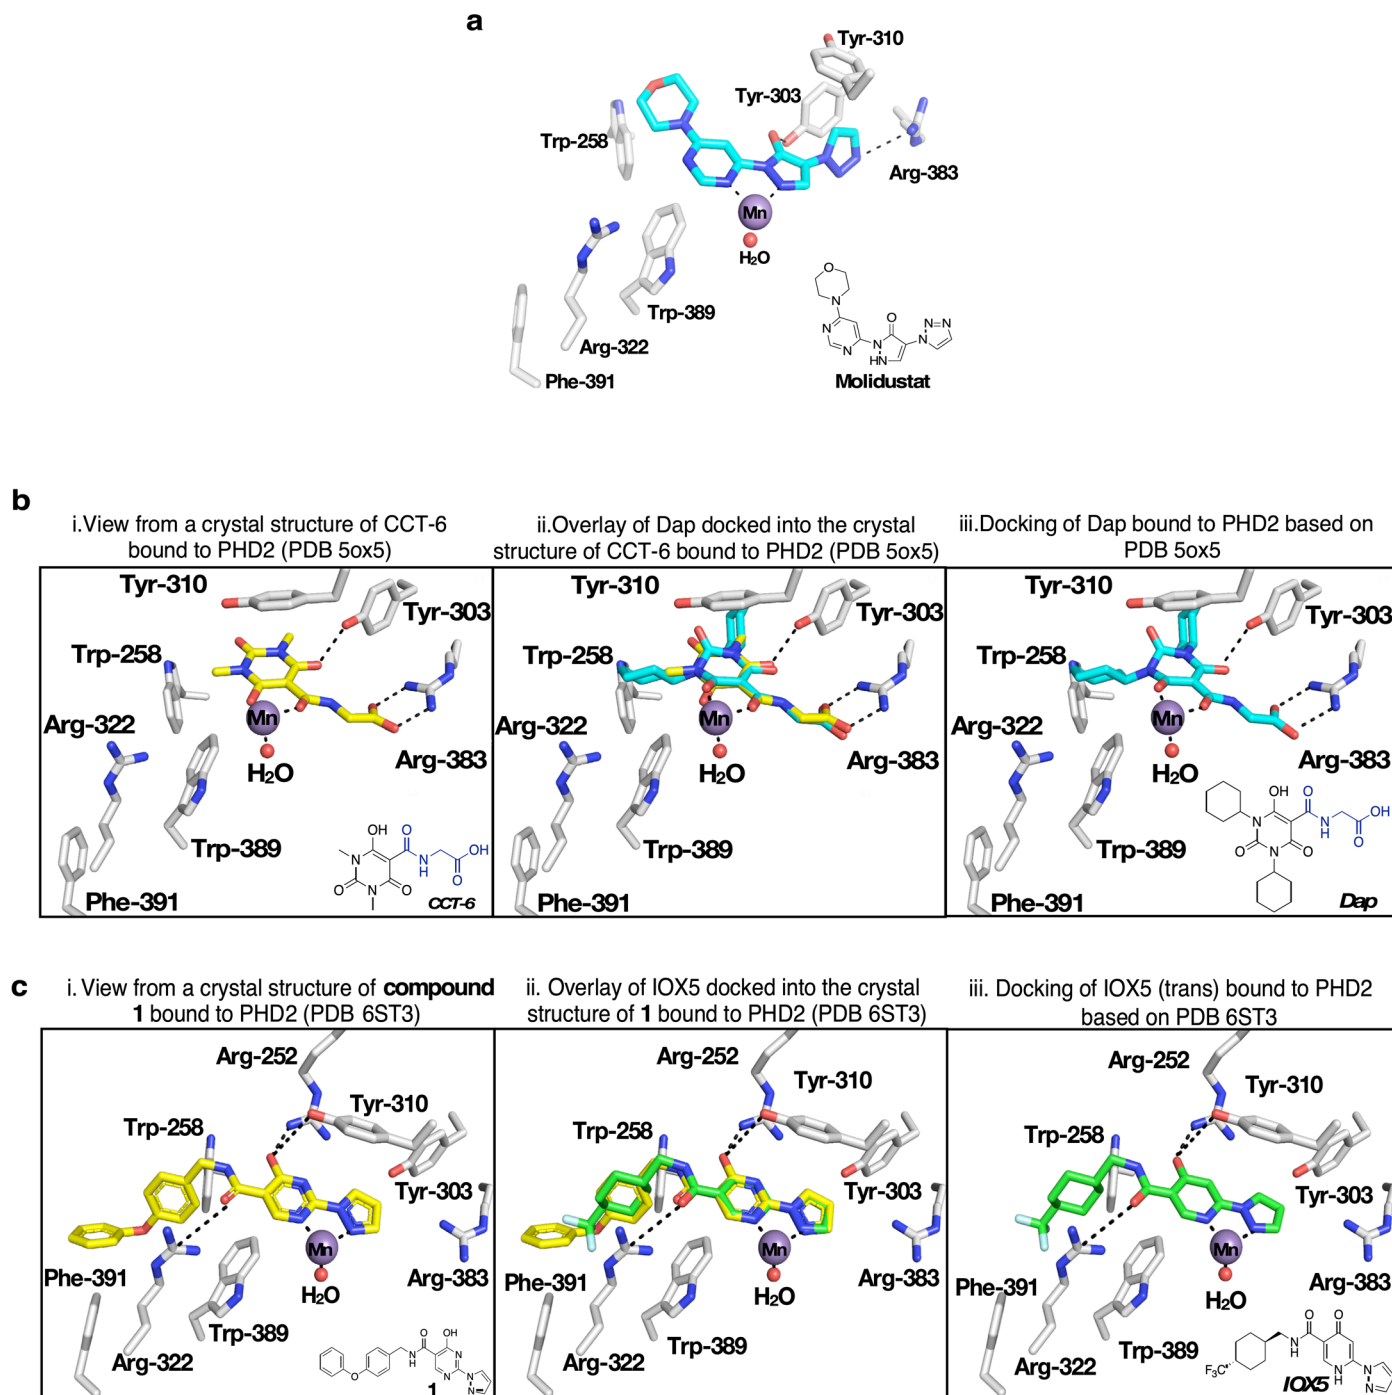 a
Tyr-310
Tyr-303
Trp-258
Arg-383
Mn
H₂O
Trp-389
Arg-322
Phe-391
O
N
O
N
N
N
N
N
N
N
HN
Molidustat
b
i.View from a crystal structure of CCT-6
bound to PHD2 (PDB 5ox5)
Tyr-310
Tyr-303
Trp-258
Mn
Arg-322
H₂O
Arg-383
Trp-389
Phe-391
OH
O
N
N
H
OH
O
O
N
O
CCT-6
ii.Overlay of Dap docked into the crystal
structure of CCT-6 bound to PHD2 (PDB 5ox5)
Tyr-310
Tyr-303
Trp-258
Mn
Arg-322
H₂O
Arg-383
Trp-389
Phe-391
iii.Docking of Dap bound to PHD2 based on
PDB 5ox5
Tyr-310
Tyr-303
Trp-258
Mn
Arg-322
H₂O
Arg-383
Trp-389
Phe-391
OH
O
N
N
H
OH
O
O
N
O
Dap
c
i. View from a crystal structure of compound
1 bound to PHD2 (PDB 6ST3)
Arg-252
Tyr-310
Trp-258
Tyr-303
Mn
Phe-391
Arg-383
H₂O
Trp-389
Arg-322
O
OH
N
H
N
N
N
N
O
1
ii. Overlay of IOX5 docked into the crystal
structure of 1 bound to PHD2 (PDB 6ST3)
Arg-252
Tyr-310
Trp-258
Tyr-303
Mn
Phe-391
Arg-383
H₂O
Trp-389
Arg-322
iii. Docking of IOX5 (trans) bound to PHD2
based on PDB 6ST3
Arg-252
Tyr-310
Trp-258
Tyr-303
Mn
Phe-391
Arg-383
H₂O
Trp-389
Arg-322
O
O
N
H
F₃C
N
H
N
N
IOX5